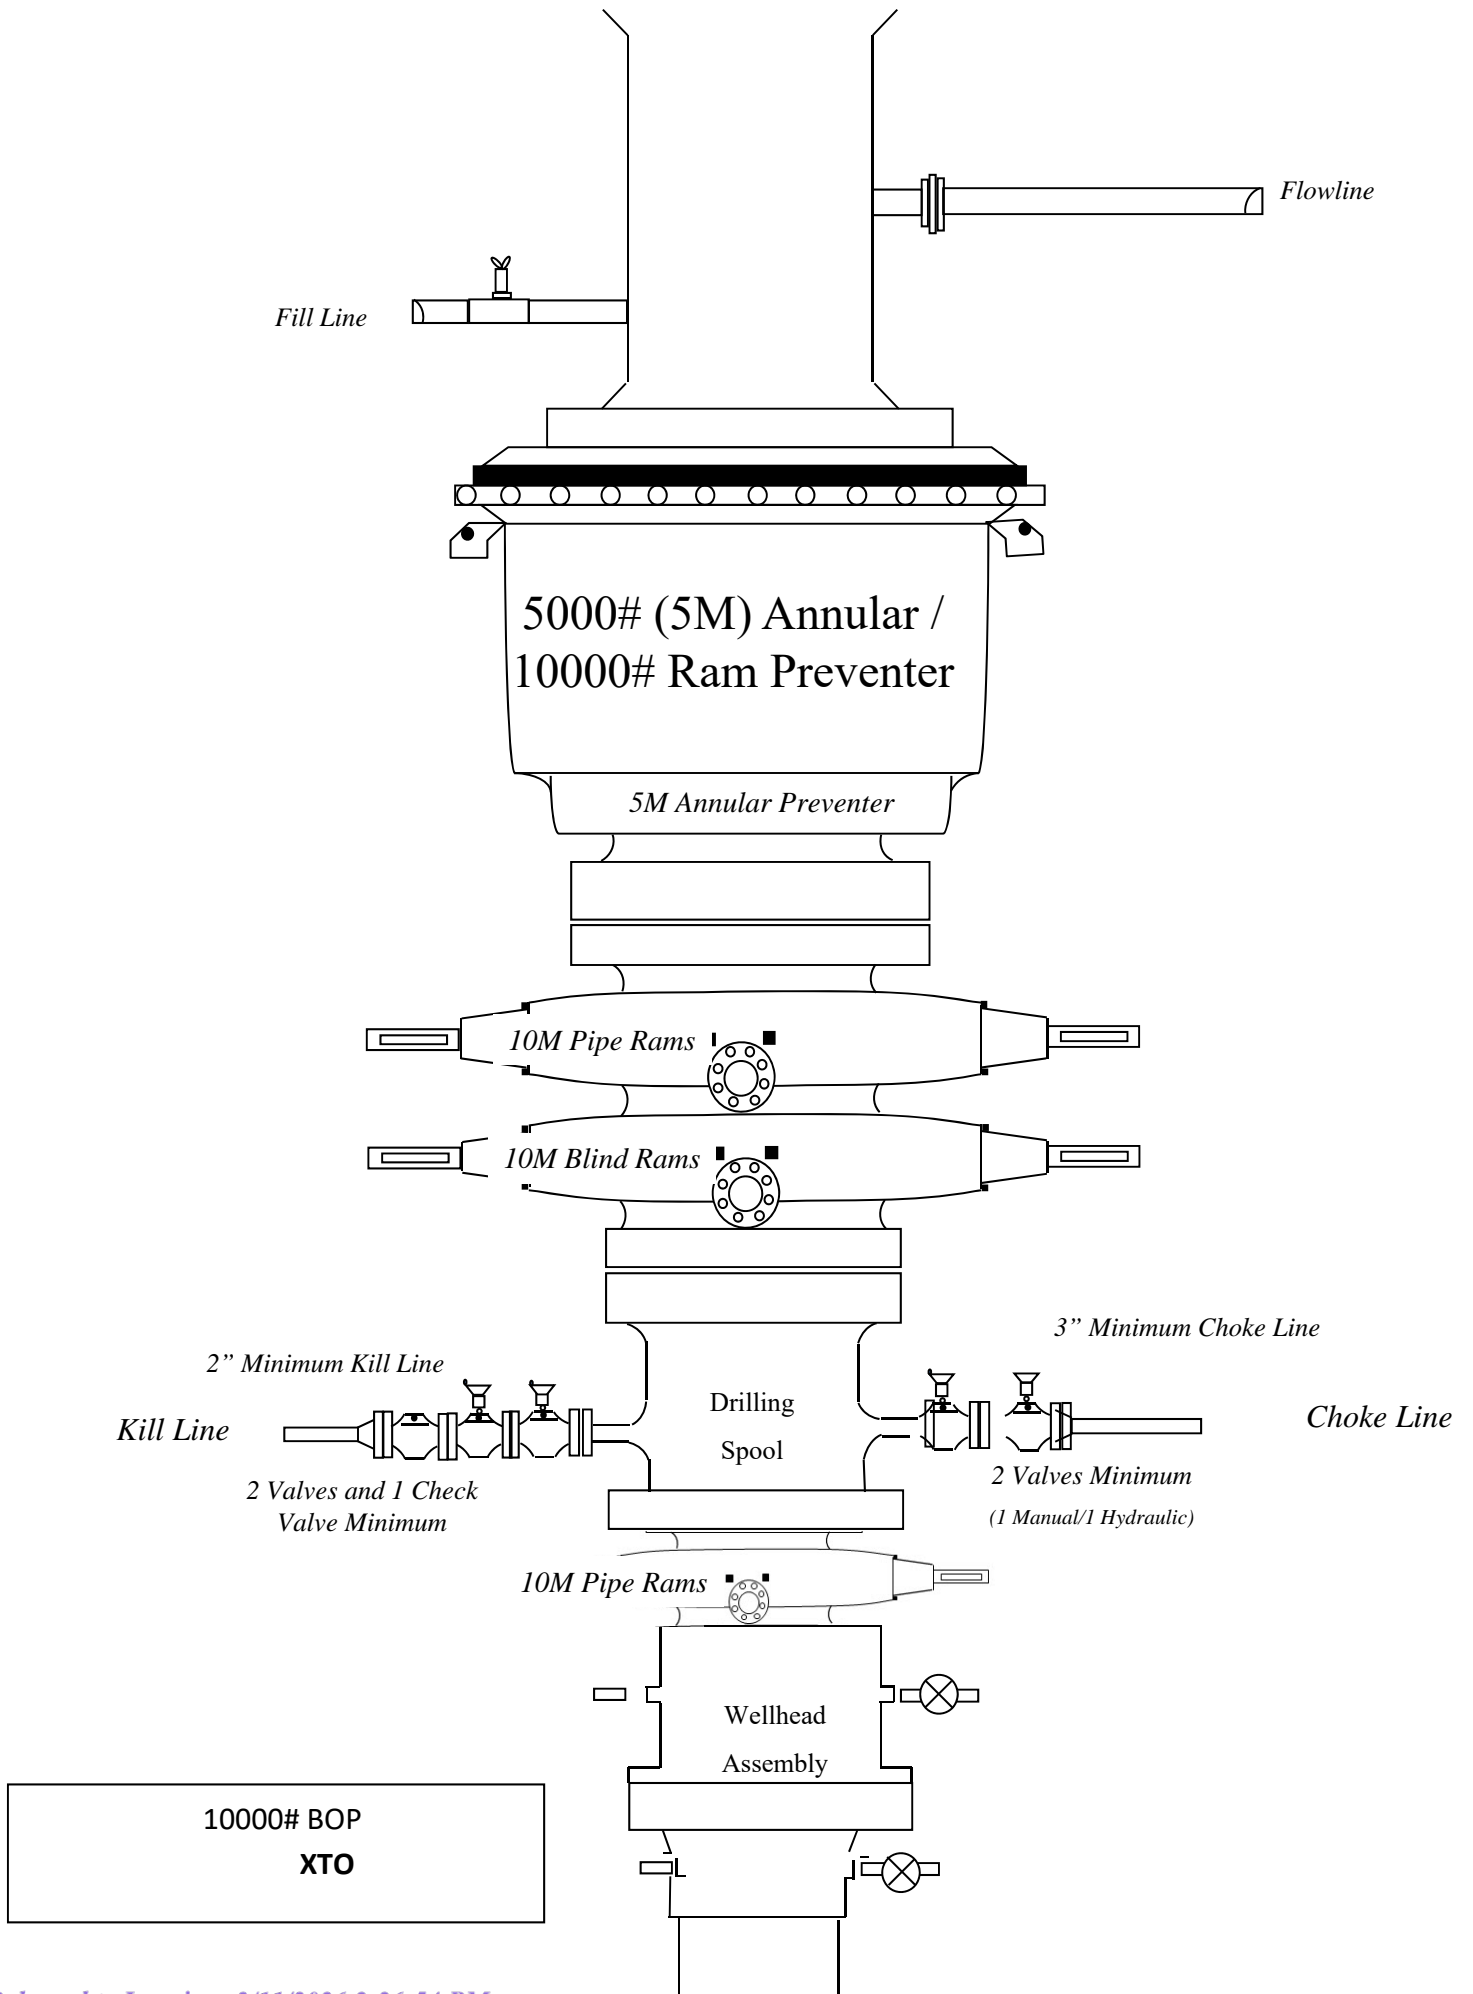 Flowline
Fill Line
5000# (5M) Annular /
10000# Ram Preventer
5M Annular Preventer
10M Pipe Rams
10M Blind Rams
3” Minimum Choke Line
2” Minimum Kill Line
Drilling
Spool
Kill Line
Choke Line
2 Valves and 1 Check
Valve Minimum
2 Valves Minimum
(1 Manual/1 Hydraulic)
10M Pipe Rams
Wellhead
Assembly
10000# BOP
XTO